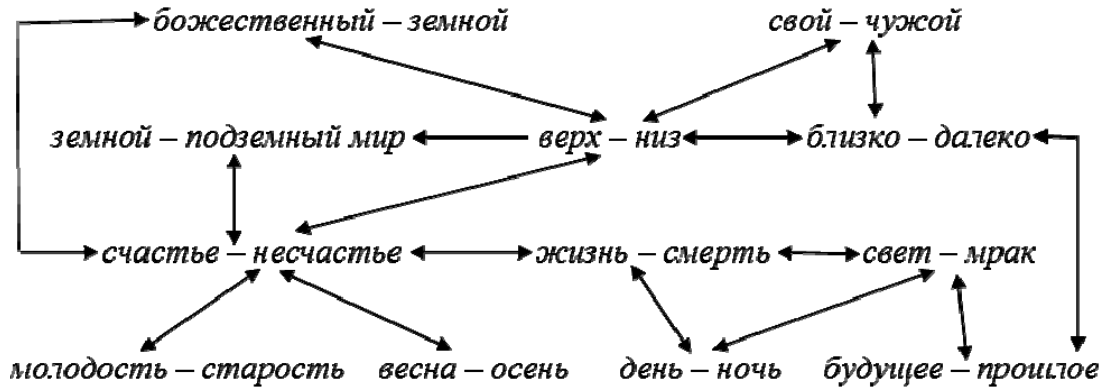 божественный – земной свой – чужой
земной – подземный мир верх – низ близко – далеко
счастье – несчастье жизнь – смерть свет – мрак
молодость – старость весна – осень день – ночь будущее – прошлое